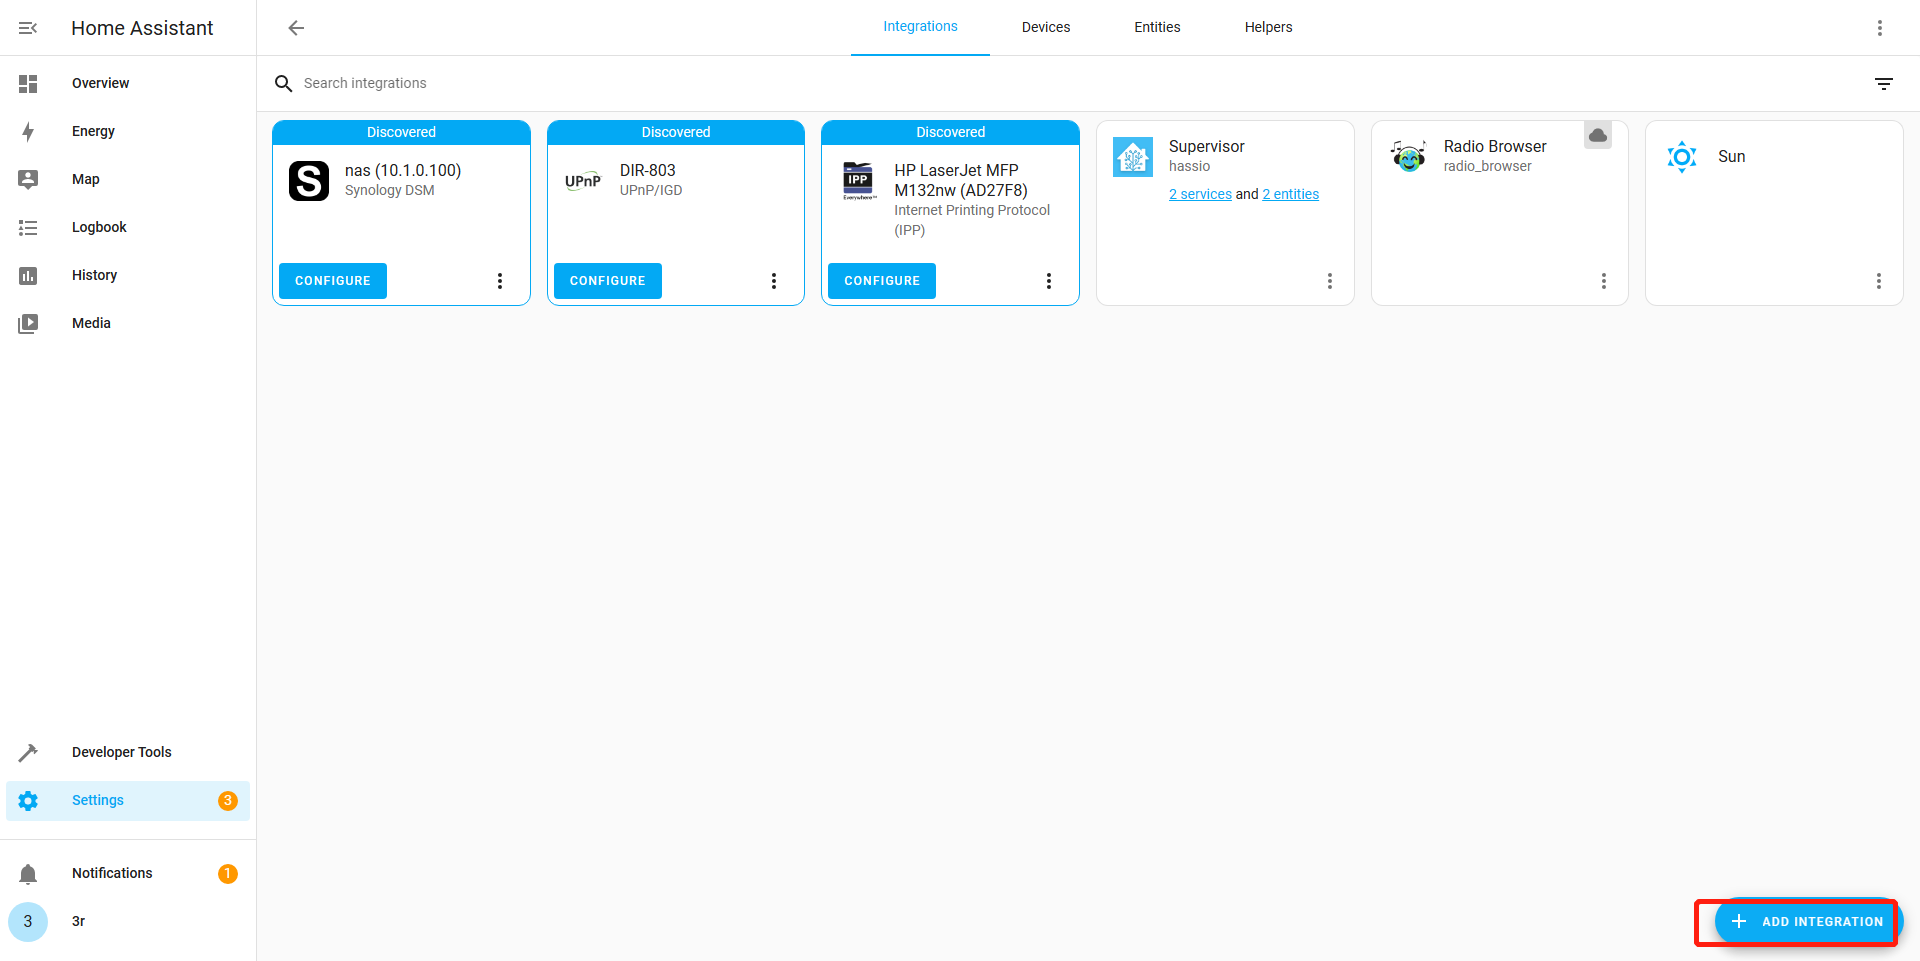 Home Assistant
Overview
Energy
Map
Logbook
History
Media
Developer Tools
Settings 3
Notifications 1
3 3r
Integrations Devices Entities Helpers
Search integrations
Discovered
S
nas (10.1.0.100)
Synology DSM
CONFIGURE
Discovered
UPnP
DIR-803
UPnP/IGD
CONFIGURE
Discovered
IPP
Everywhere™
HP LaserJet MFP
M132nw (AD27F8)
Internet Printing Protocol
(IPP)
CONFIGURE
Supervisor
hassio
2 services and 2 entities
Radio Browser
radio_browser
Sun
ADD INTEGRATION